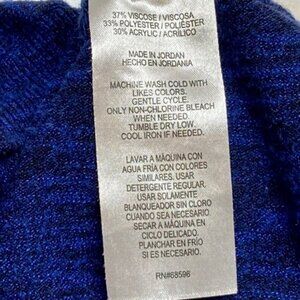 37% VISCOSE / VISCOSA
33% POLYESTER / POLIÉSTER
30% ACRYLIC / ACRÍLICO
MADE IN JORDAN
HECHO EN JORDANIA
MACHINE WASH COLD WITH
LIKES COLORS.
GENTLE CYCLE.
ONLY NON-CHLORINE BLEACH
WHEN NEEDED.
TUMBLE DRY LOW.
COOL IRON IF NEEDED.
LAVAR A MÁQUINA CON
AGUA FRÍA CON COLORES
SIMILARES. USAR
DETERGENTE REGULAR.
USAR SOLAMENTE
BLANQUEADOR SIN CLORO
CUANDO SEA NECESARIO
SECAR A MÁQUINA EN
CICLO DELICADO.
PLANCHAR EN FRÍO
SI ES NECESARIO.
RN#68596